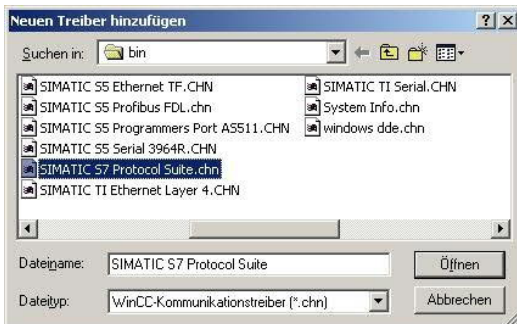 Neuen Treiber hinzufügen
Suchen in: bin
SIMATIC S5 Ethernet TF.CHN
SIMATIC S5 Profibus FDL.chn
SIMATIC S5 Programmers Port AS511.CHN
SIMATIC S5 Serial 3964R.CHN
SIMATIC S7 Protocol Suite.chn
SIMATIC TI Ethernet Layer 4.CHN
SIMATIC TI Serial.CHN
System Info.chn
windows dde.chn
Dateiname: SIMATIC S7 Protocol Suite Öffnen
Dateityp: WinCC-Kommunikationstreiber (*.chn) Abbrechen